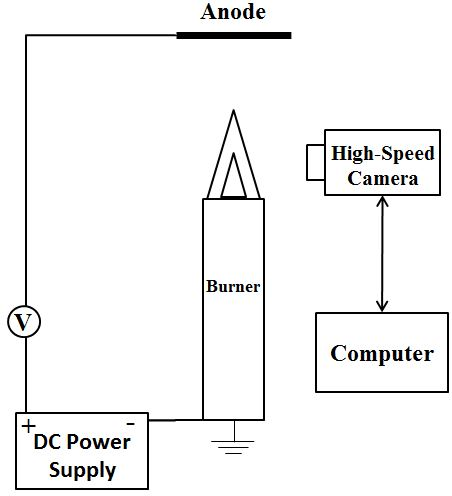 Anode
High-Speed
Camera
Burner
V
Computer
+ -
DC Power
Supply